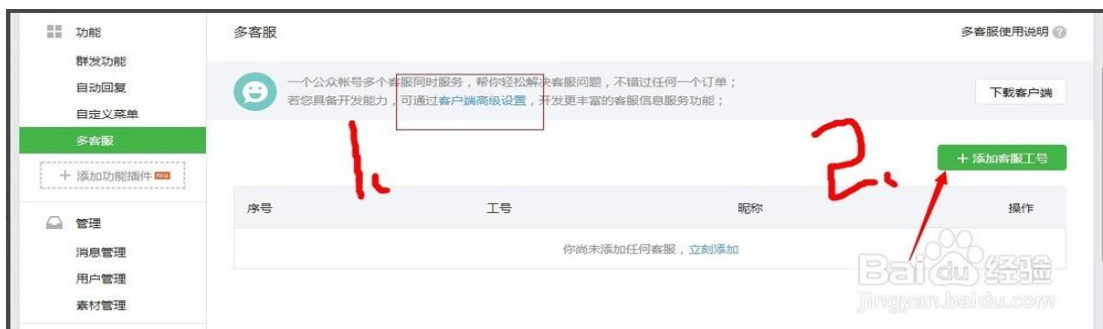 功能
群发功能
自动回复
自定义菜单
多客服
+ 添加功能插件
管理
消息管理
用户管理
素材管理
多客服
多客服使用说明
一个公众帐号多个客服同时服务，帮你轻松解决客服问题，不错过任何一个订单；
若您具备开发能力，可通过客户端高级设置，开发更丰富的客服信息服务功能；
下载客户端
1.
2.
+ 添加客服工号
序号 工号 昵称 操作
你尚未添加任何客服，立刻添加
Baidu 经验
jingyan.baidu.com